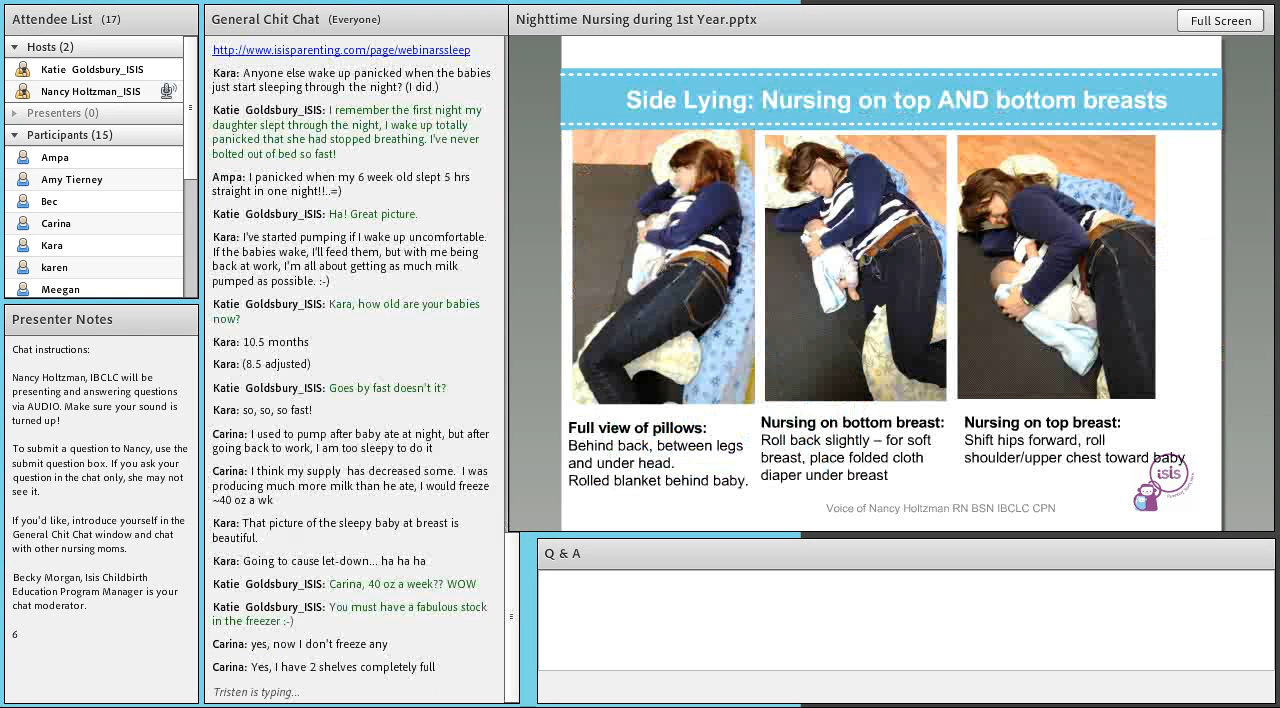 Attendee List (17)
Hosts (2)
Katie Goldsbury_ISIS
Nancy Holtzman_ISIS
Presenters (0)
Participants (15)
Ampa
Amy Tierney
Bec
Carina
Kara
karen
Meegan
Presenter Notes
Chat instructions:
Nancy Holtzman, IBCLC will be
presenting and answering questions
via AUDIO. Make sure your sound is
turned up!
To submit a question to Nancy, use the
submit question box. If you ask your
question in the chat only, she may not
see it.
If you'd like, introduce yourself in the
General Chit Chat window and chat
with other nursing moms.
Becky Morgan, Isis Childbirth
Education Program Manager is your
chat moderator.
6
General Chit Chat (Everyone)
http://www.isisparenting.com/page/webinarssleep
Kara: Anyone else wake up panicked when the babies
just start sleeping through the night? (I did.)
Katie Goldsbury_ISIS: I remember the first night my
daughter slept through the night, I wake up totally
panicked that she had stopped breathing. I've never
bolted out of bed so fast!
Ampa: I panicked when my 6 week old slept 5 hrs
straight in one night!!..=)
Katie Goldsbury_ISIS: Ha! Great picture.
Kara: I've started pumping if I wake up uncomfortable.
If the babies wake, I'll feed them, but with me being
back at work, I'm all about getting as much milk
pumped as possible. :-)
Katie Goldsbury_ISIS: Kara, how old are your babies
now?
Kara: 10.5 months
Kara: (8.5 adjusted)
Katie Goldsbury_ISIS: Goes by fast doesn't it?
Kara: so, so, so fast!
Carina: I used to pump after baby ate at night, but after
going back to work, I am too sleepy to do it
Carina: I think my supply has decreased some. I was
producing much more milk than he ate, I would freeze
~40 oz a wk
Kara: That picture of the sleepy baby at breast is
beautiful.
Kara: Going to cause let-down... ha ha ha
Katie Goldsbury_ISIS: Carina, 40 oz a week?? WOW
Katie Goldsbury_ISIS: You must have a fabulous stock
in the freezer :-)
Carina: yes, now I don't freeze any
Carina: Yes, I have 2 shelves completely full
Tristen is typing...
Nighttime Nursing during 1st Year.pptx
Full Screen
Side Lying: Nursing on top AND bottom breasts
Full view of pillows:
Behind back, between legs
and under head.
Rolled blanket behind baby.
Nursing on bottom breast:
Roll back slightly – for soft
breast, place folded cloth
diaper under breast
Nursing on top breast:
Shift hips forward, roll
shoulder/upper chest toward baby
isis
Voice of Nancy Holtzman RN BSN IBCLC CPN
Q & A